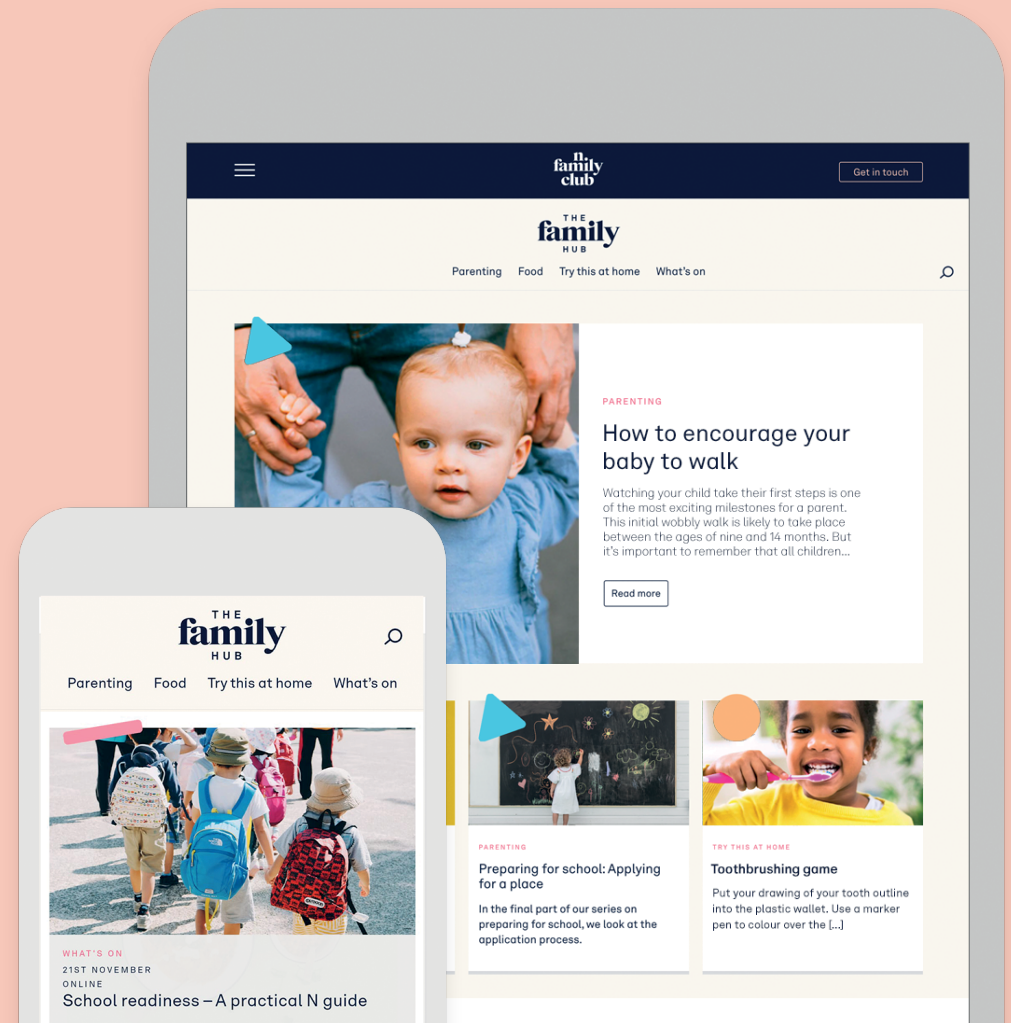 n.
family
club
Get in touch
THE
family
HUB
Parenting Food Try this at home What's on
PARENTING
How to encourage your
baby to walk
Watching your child take their first steps is one
of the most exciting milestones for a parent.
This initial wobbly walk is likely to take place
between the ages of nine and 14 months. But
it's important to remember that all children...
Read more
PARENTING
Preparing for school: Applying
for a place
In the final part of our series on
preparing for school, we look at the
application process.
TRY THIS AT HOME
Toothbrushing game
Put your drawing of your tooth outline
into the plastic wallet. Use a marker
pen to colour over the [...]
THE
family
HUB
Parenting Food Try this at home What's on
WHAT'S ON
21ST NOVEMBER
ONLINE
School readiness – A practical N guide